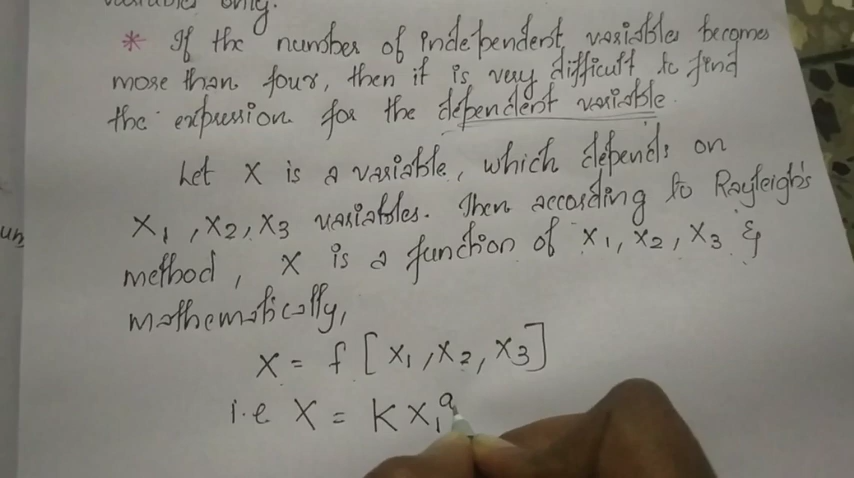 variables only.
* If the number of independent variables becomes
more than four, then it is very difficult to find
the expression for the dependent variable.
Let X is a variable, which depends on
X1, X2, X3 variables. Then according to Rayleigh's
method, X is a function of X1, X2, X3 &
mathematically,
X = f [X1, X2, X3]
i.e X = K X1^a